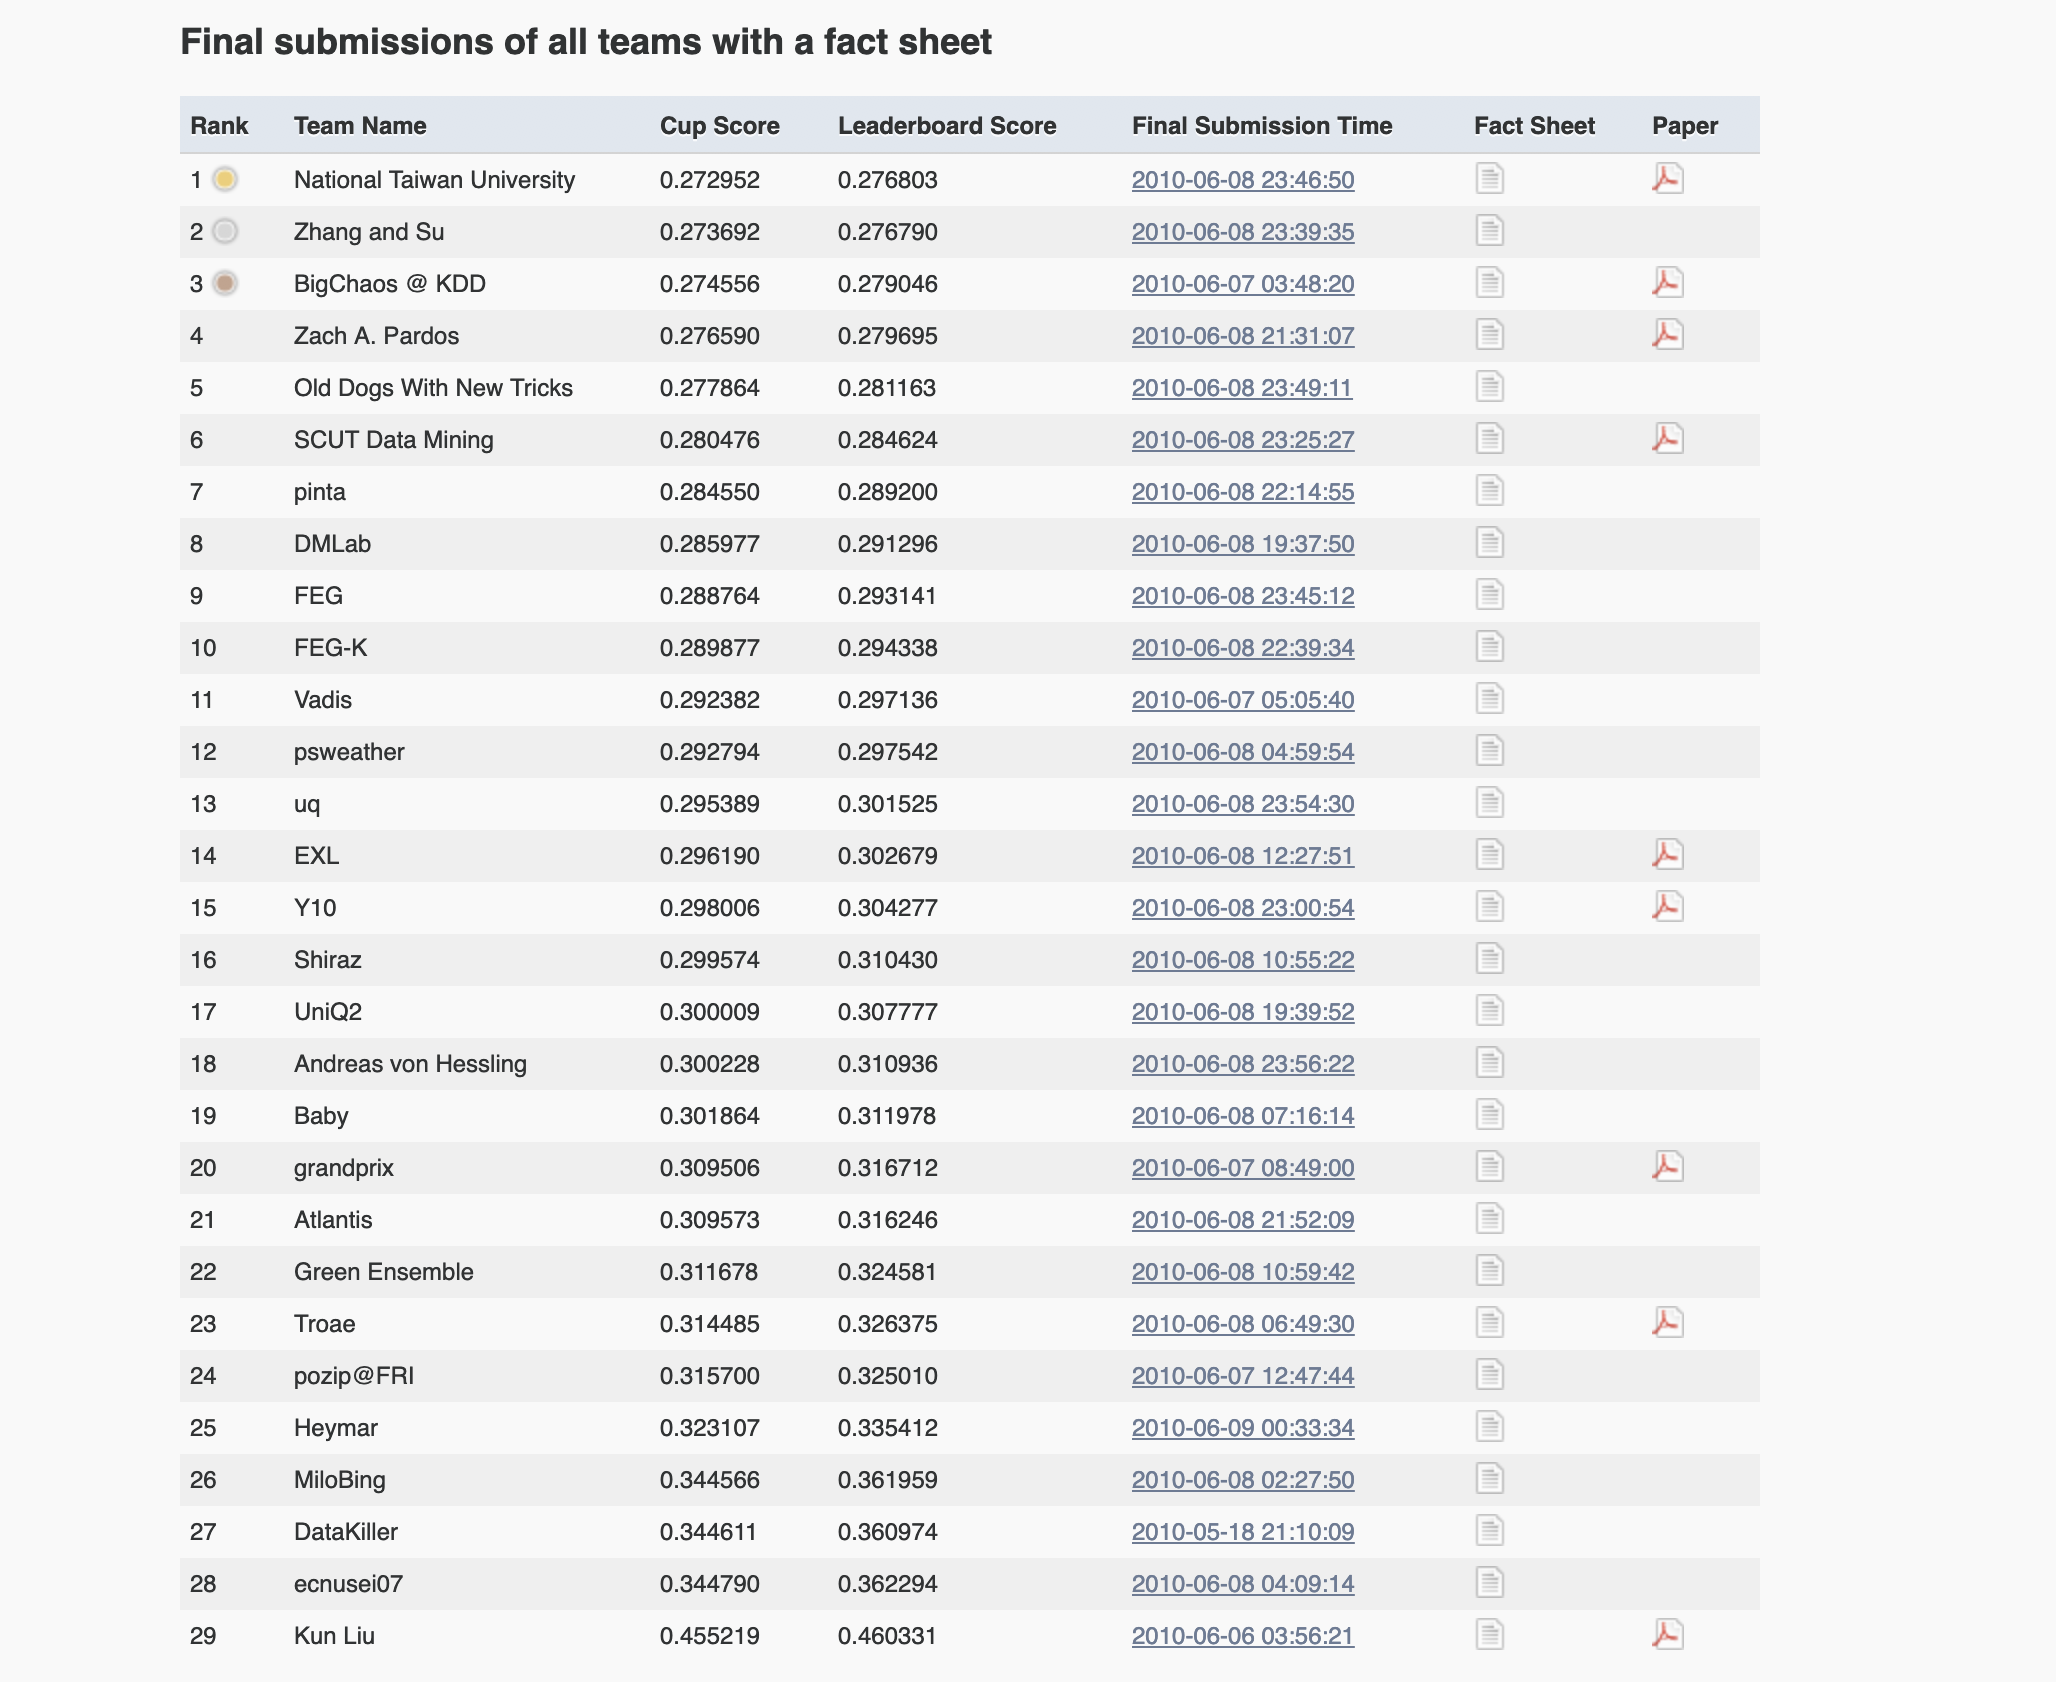 Final submissions of all teams with a fact sheet
Rank Team Name Cup Score Leaderboard Score Final Submission Time Fact Sheet Paper
1 National Taiwan University 0.272952 0.276803 2010-06-08 23:46:50
2 Zhang and Su 0.273692 0.276790 2010-06-08 23:39:35
3 BigChaos @ KDD 0.274556 0.279046 2010-06-07 03:48:20
4 Zach A. Pardos 0.276590 0.279695 2010-06-08 21:31:07
5 Old Dogs With New Tricks 0.277864 0.281163 2010-06-08 23:49:11
6 SCUT Data Mining 0.280476 0.284624 2010-06-08 23:25:27
7 pinta 0.284550 0.289200 2010-06-08 22:14:55
8 DMLab 0.285977 0.291296 2010-06-08 19:37:50
9 FEG 0.288764 0.293141 2010-06-08 23:45:12
10 FEG-K 0.289877 0.294338 2010-06-08 22:39:34
11 Vadis 0.292382 0.297136 2010-06-07 05:05:40
12 psweather 0.292794 0.297542 2010-06-08 04:59:54
13 uq 0.295389 0.301525 2010-06-08 23:54:30
14 EXL 0.296190 0.302679 2010-06-08 12:27:51
15 Y10 0.298006 0.304277 2010-06-08 23:00:54
16 Shiraz 0.299574 0.310430 2010-06-08 10:55:22
17 UniQ2 0.300009 0.307777 2010-06-08 19:39:52
18 Andreas von Hessling 0.300228 0.310936 2010-06-08 23:56:22
19 Baby 0.301864 0.311978 2010-06-08 07:16:14
20 grandprix 0.309506 0.316712 2010-06-07 08:49:00
21 Atlantis 0.309573 0.316246 2010-06-08 21:52:09
22 Green Ensemble 0.311678 0.324581 2010-06-08 10:59:42
23 Troae 0.314485 0.326375 2010-06-08 06:49:30
24 pozip@FRI 0.315700 0.325010 2010-06-07 12:47:44
25 Heymar 0.323107 0.335412 2010-06-09 00:33:34
26 MiloBing 0.344566 0.361959 2010-06-08 02:27:50
27 DataKiller 0.344611 0.360974 2010-05-18 21:10:09
28 ecnusei07 0.344790 0.362294 2010-06-08 04:09:14
29 Kun Liu 0.455219 0.460331 2010-06-06 03:56:21